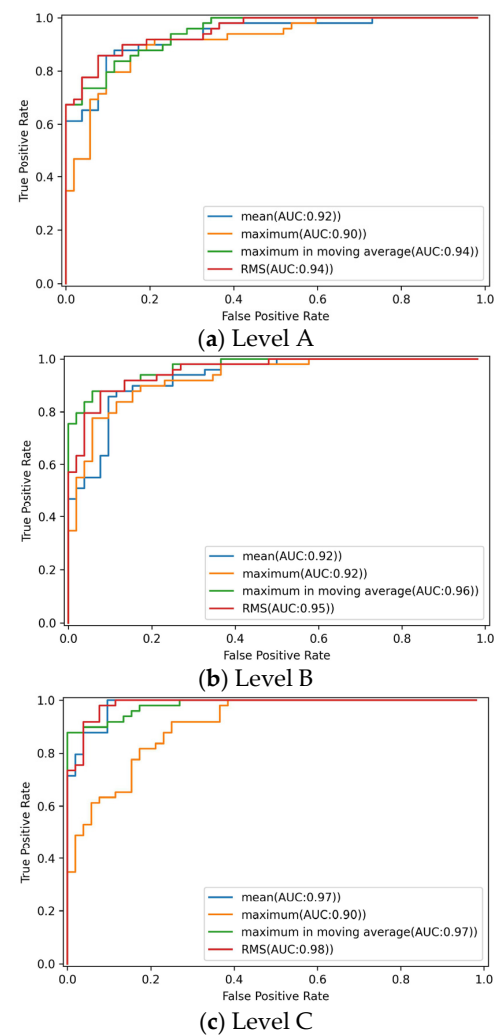 1.0
0.8
0.6
0.4
0.2
0.0
True Positive Rate
mean(AUC:0.92))
maximum(AUC:0.90))
maximum in moving average(AUC:0.94))
RMS(AUC:0.94))
0.0 0.2 0.4 0.6 0.8 1.0
False Positive Rate
(a) Level A
1.0
0.8
0.6
0.4
0.2
0.0
True Positive Rate
mean(AUC:0.92))
maximum(AUC:0.92))
maximum in moving average(AUC:0.96))
RMS(AUC:0.95))
0.0 0.2 0.4 0.6 0.8 1.0
False Positive Rate
(b) Level B
1.0
0.8
0.6
0.4
0.2
0.0
True Positive Rate
mean(AUC:0.97))
maximum(AUC:0.90))
maximum in moving average(AUC:0.97))
RMS(AUC:0.98))
0.0 0.2 0.4 0.6 0.8 1.0
False Positive Rate
(c) Level C